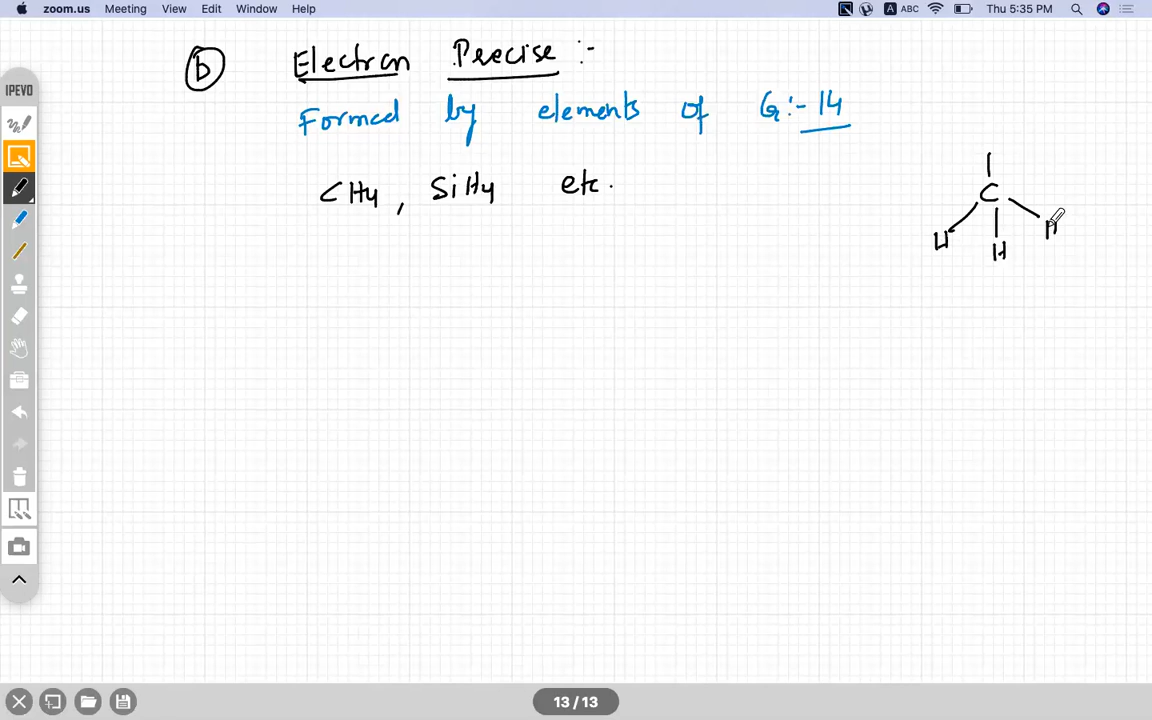 zoom.us Meeting View Edit Window Help A ABC Thu 5:35 PM
IPEVO
b Electron Precise :-
Formed by elements of G:- 14
CH4 , SiH4 etc.
C
H H H
13 / 13